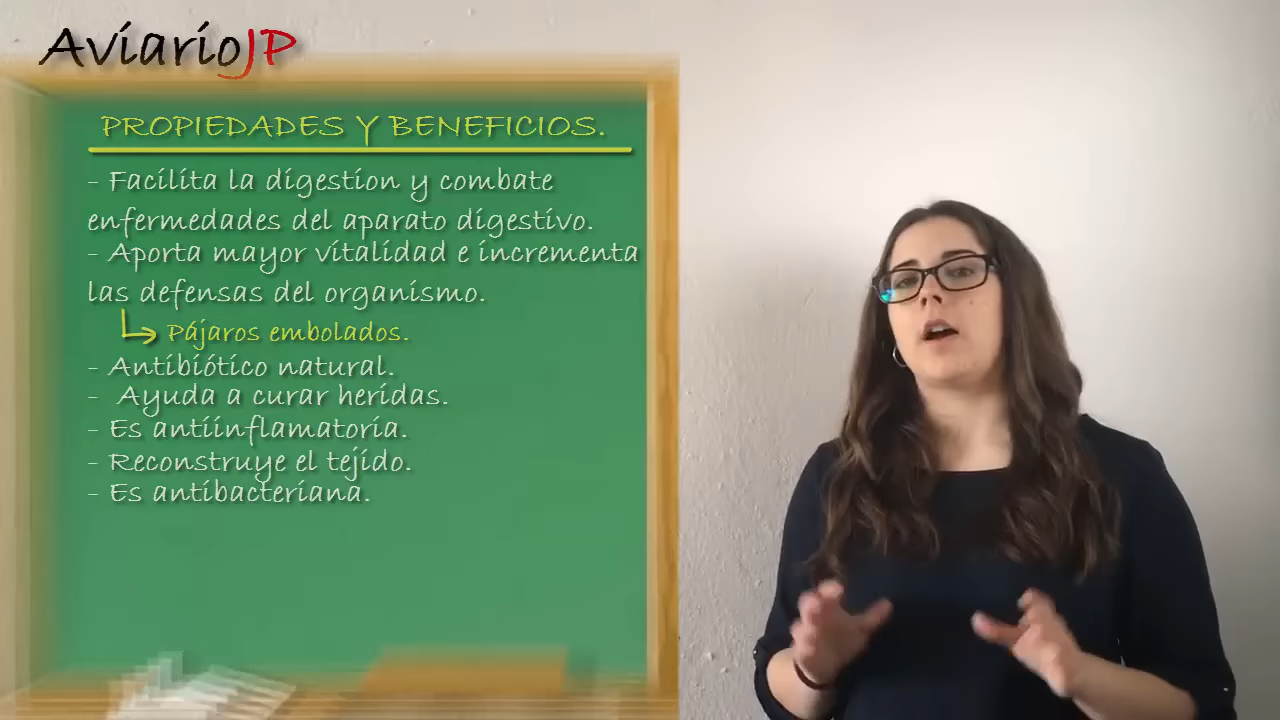 AviarioJP
PROPIEDADES Y BENEFICIOS.
- Facilita la digestion y combate
enfermedades del aparato digestivo.
- Aporta mayor vitalidad e incrementa
las defensas del organismo.
Pájaros embolados.
- Antibiótico natural.
- Ayuda a curar heridas.
- Es antiinflamatoria.
- Reconstruye el tejido.
- Es antibacteriana.